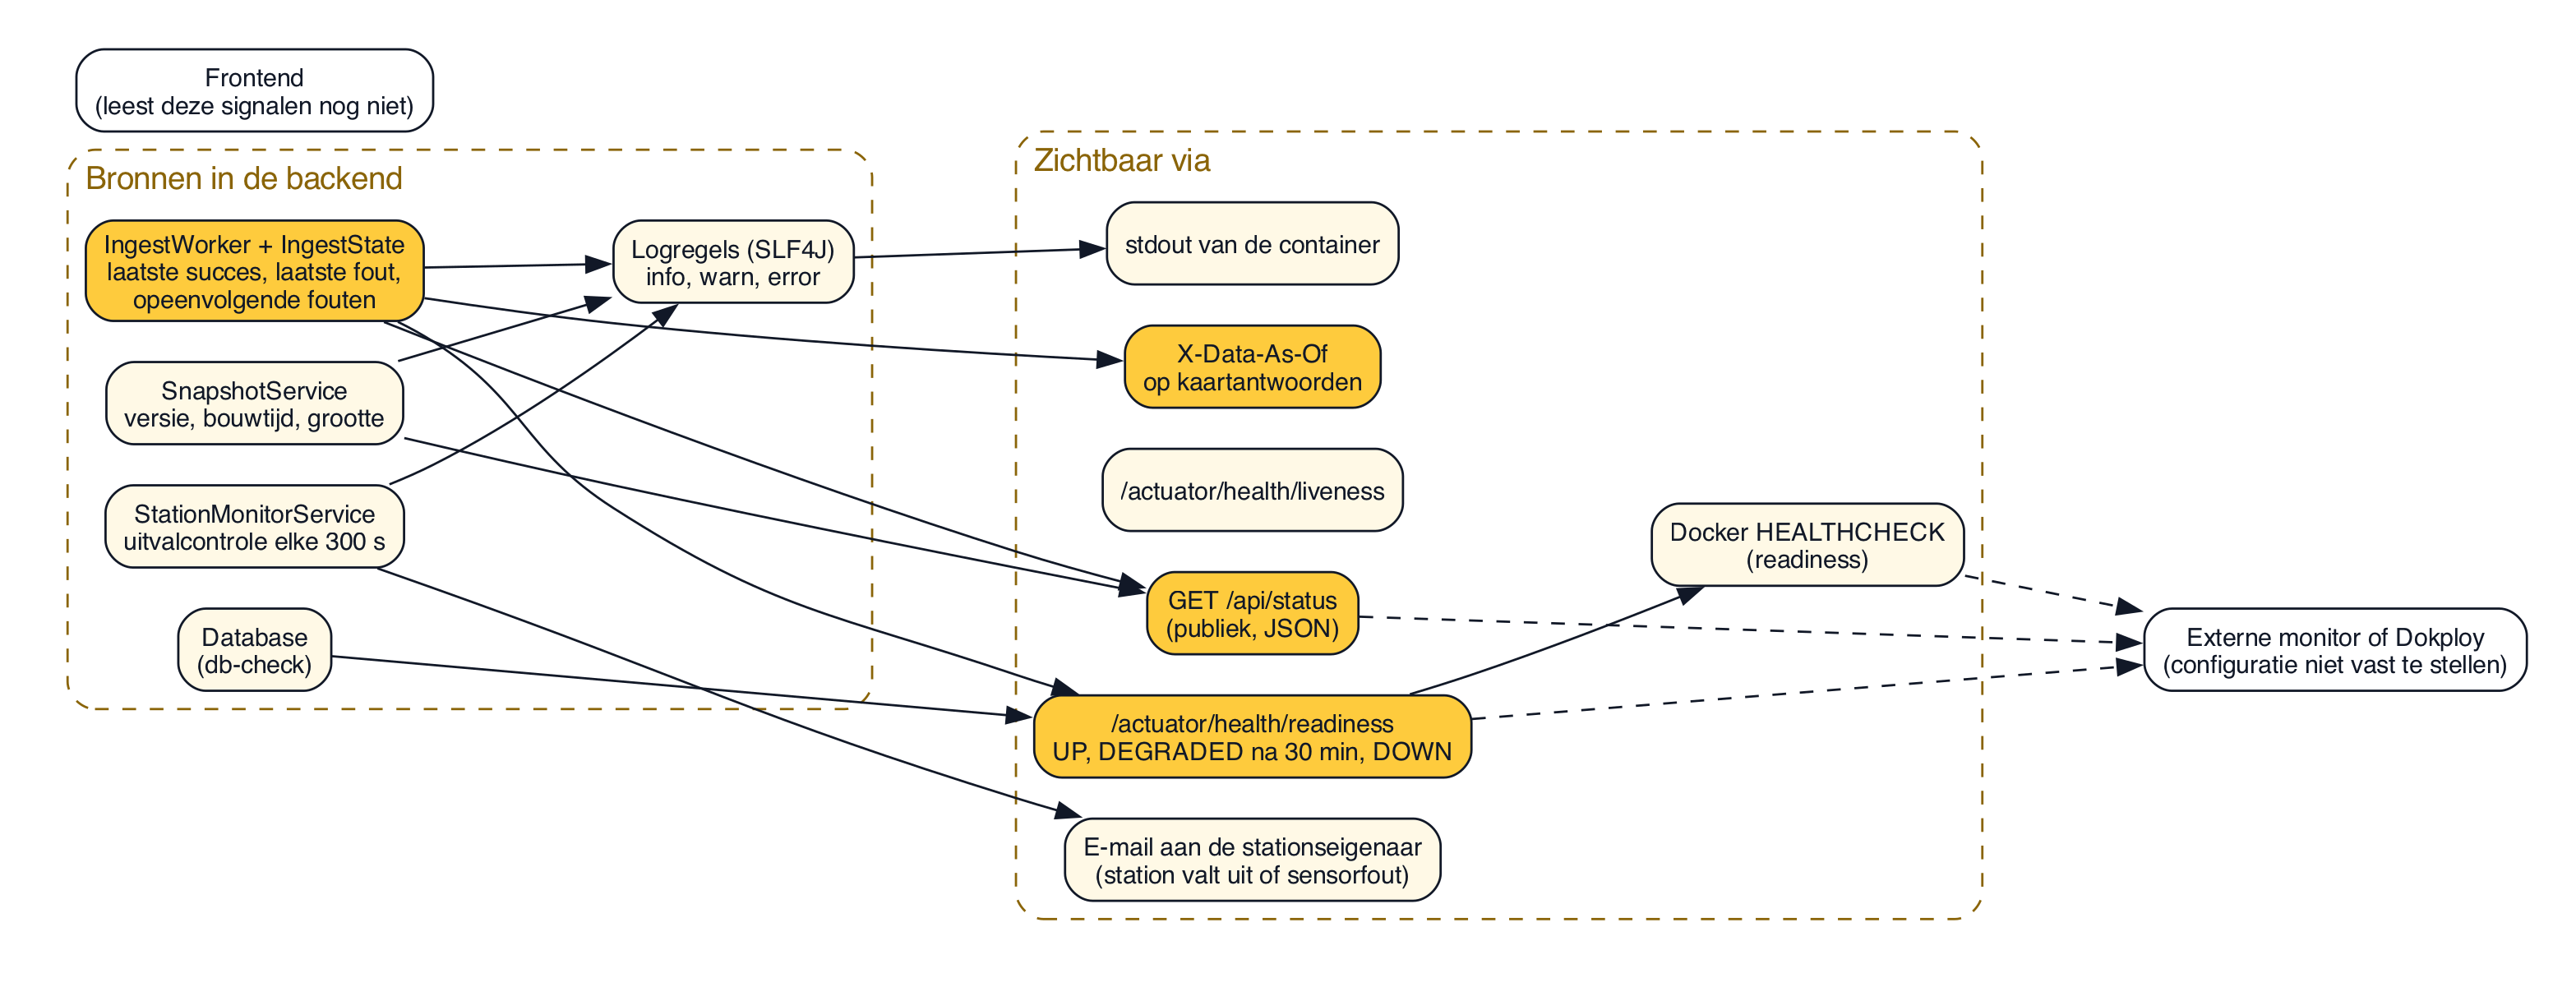 Frontend
(leest deze signalen nog niet)
Bronnen in de backend
IngestWorker + IngestState
laatste succes, laatste fout,
opeenvolgende fouten
Logregels (SLF4J)
info, warn, error
SnapshotService
versie, bouwtijd, grootte
StationMonitorService
uitvalcontrole elke 300 s
Database
(db-check)
Zichtbaar via
stdout van de container
X-Data-As-Of
op kaartantwoorden
/actuator/health/liveness
GET /api/status
(publiek, JSON)
/actuator/health/readiness
UP, DEGRADED na 30 min, DOWN
E-mail aan de stationseigenaar
(station valt uit of sensorfout)
Docker HEALTHCHECK
(readiness)
Externe monitor of Dokploy
(configuratie niet vast te stellen)